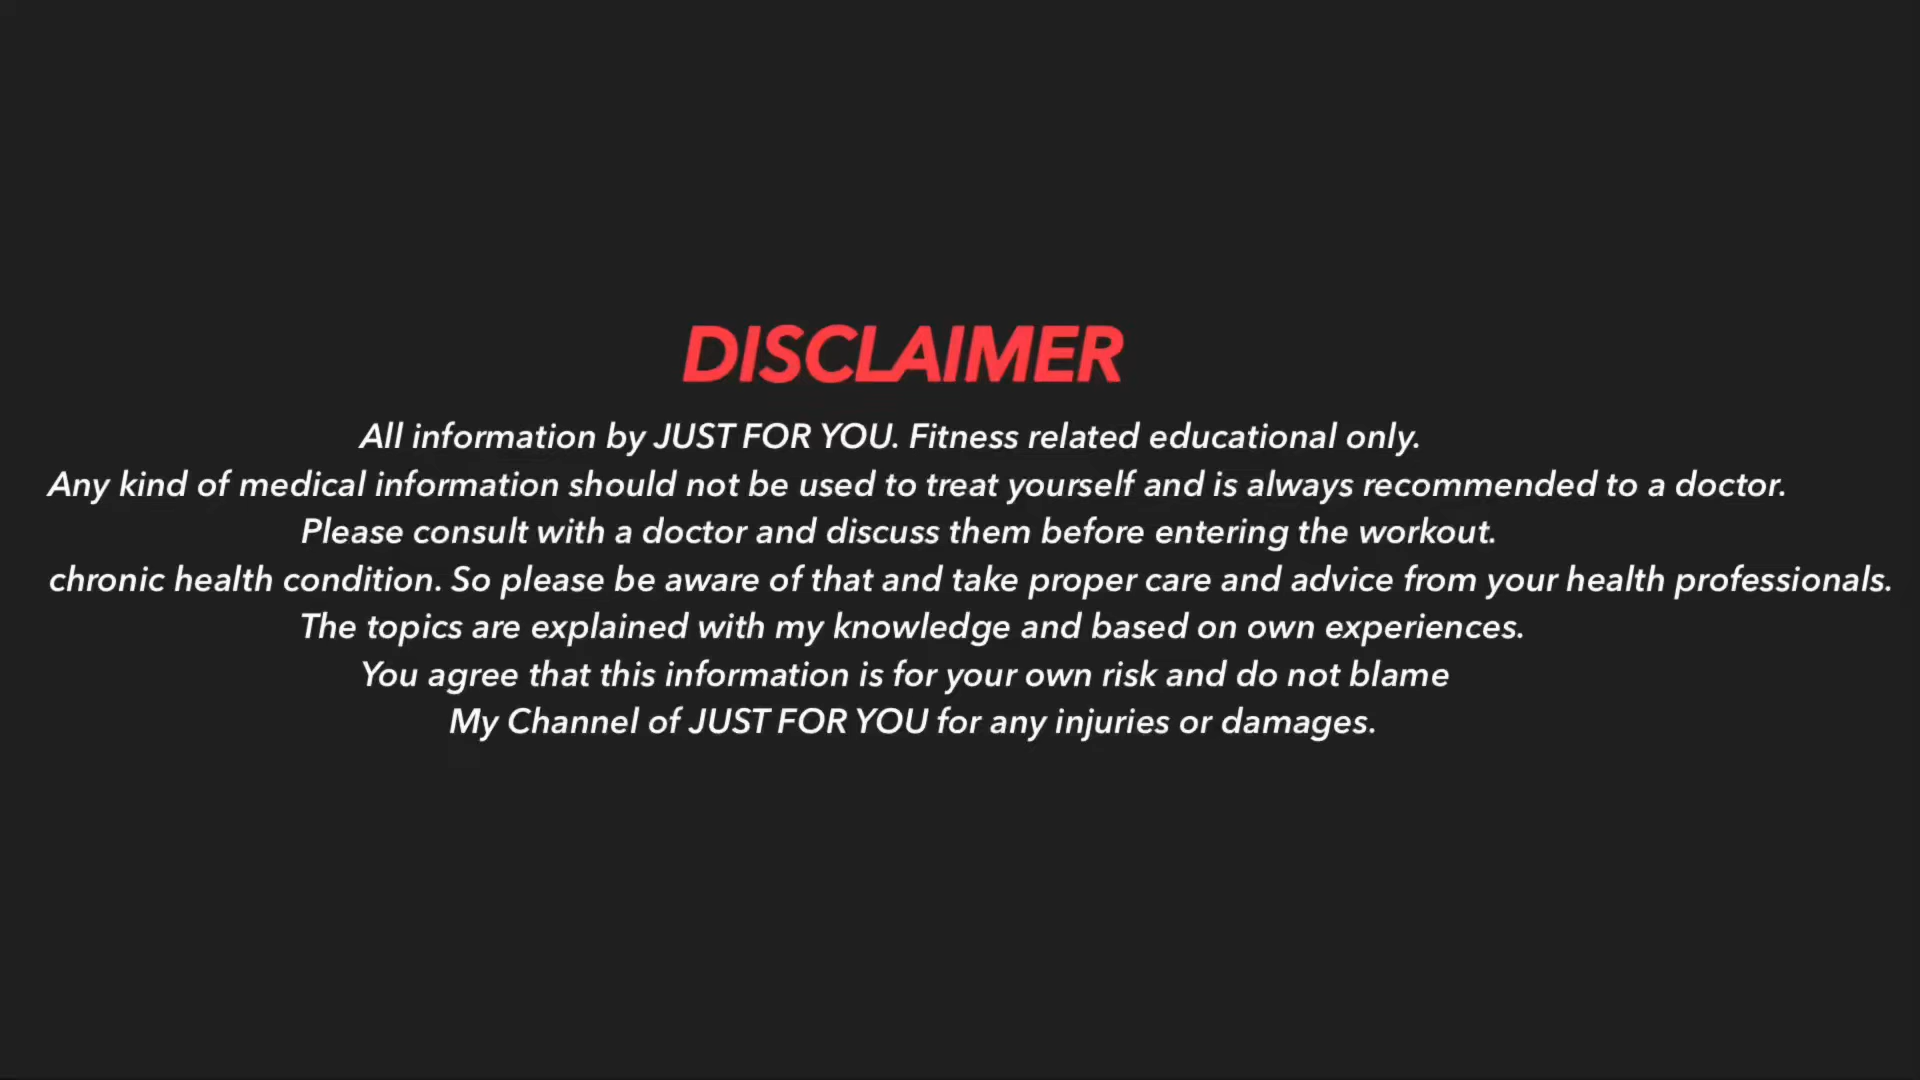 DISCLAIMER
All information by JUST FOR YOU. Fitness related educational only.
Any kind of medical information should not be used to treat yourself and is always recommended to a doctor.
Please consult with a doctor and discuss them before entering the workout.
chronic health condition. So please be aware of that and take proper care and advice from your health professionals.
The topics are explained with my knowledge and based on own experiences.
You agree that this information is for your own risk and do not blame
My Channel of JUST FOR YOU for any injuries or damages.